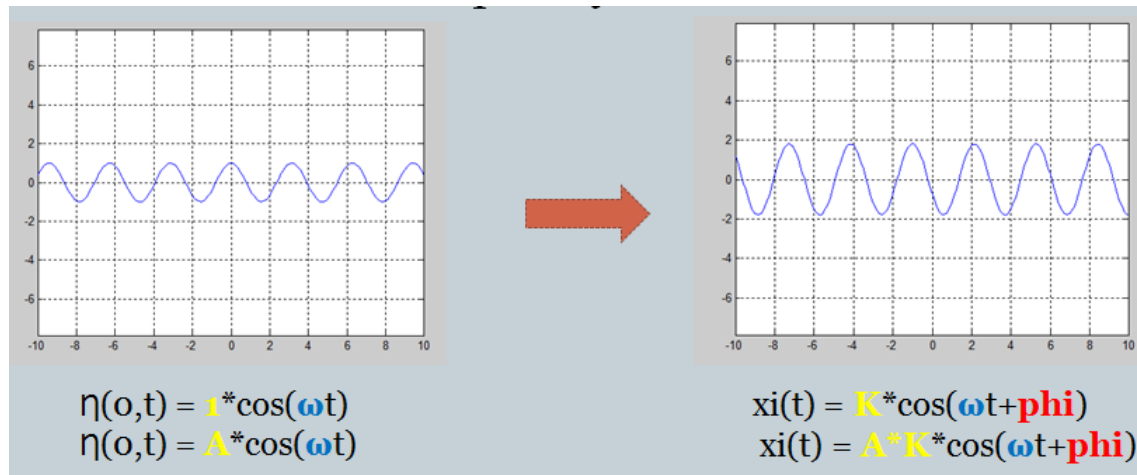 6
4
2
0
-2
-4
-6
-10 -8 -6 -4 -2 0 2 4 6 8 10
6
4
2
0
-2
-4
-6
-10 -8 -6 -4 -2 0 2 4 6 8 10
η(0,t) = 1*cos(ωt)
η(0,t) = A*cos(ωt)
xi(t) = K*cos(ωt+phi)
xi(t) = A*K*cos(ωt+phi)